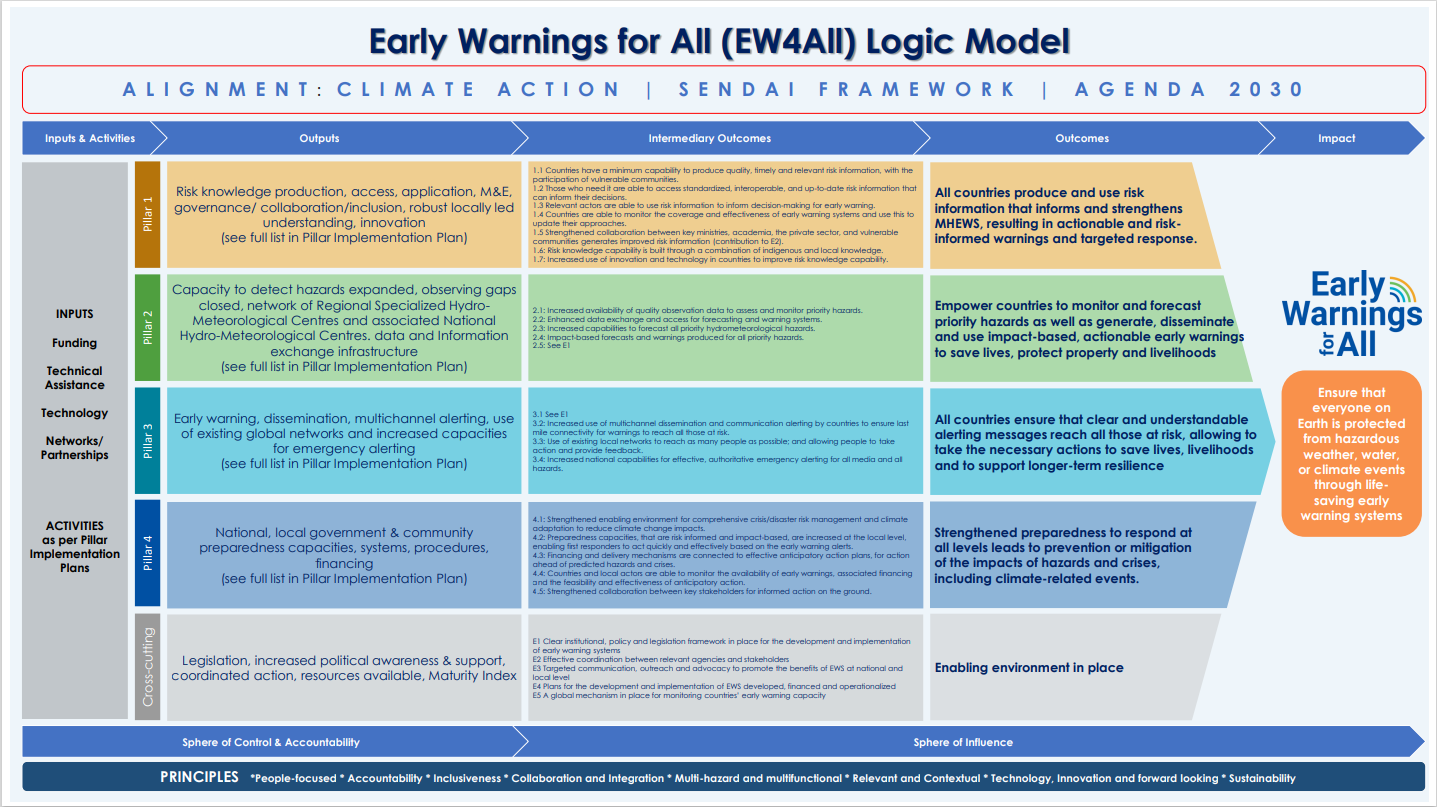 Early Warnings for All (EW4All) Logic Model
ALIGNMENT: CLIMATE ACTION | SENDAI FRAMEWORK | AGENDA 2030
Inputs & Activities
Outputs
Intermediary Outcomes
Outcomes
Impact
INPUTS
Funding
Technical
Assistance
Technology
Networks/
Partnerships
ACTIVITIES
as per Pillar
Implementation
Plans
Pillar 1
Risk knowledge production, access, application, M&E,
governance/ collaboration/inclusion, robust locally led
understanding, innovation
(see full list in Pillar Implementation Plan)
1.1 Countries have a minimum capability to produce quality, timely and relevant risk information, with the
participation of vulnerable communities.
1.2 Those who need it are able to access standardized, interoperable, and up-to-date risk information that
can inform their decisions.
1.3 Relevant actors are able to use risk information to inform decision-making for early warning.
1.4 Countries are able to monitor the coverage and effectiveness of early warning systems and use this to
update their approaches.
1.5 Strengthened collaboration between key ministries, academia, the private sector, and vulnerable
communities generates improved risk information (contribution to E2).
1.6: Risk knowledge capability is built through a combination of indigenous and local knowledge.
1.7: Increased use of innovation and technology in countries to improve risk knowledge capability.
All countries produce and use risk
information that informs and strengthens
MHEWS, resulting in actionable and risk-
informed warnings and targeted response.
Pillar 2
Capacity to detect hazards expanded, observing gaps
closed, network of Regional Specialized Hydro-
Meteorological Centres and associated National
Hydro-Meteorological Centres. data and Information
exchange infrastructure
(see full list in Pillar Implementation Plan)
2.1: Increased availability of quality observation data to assess and monitor priority hazards.
2.2: Enhanced data exchange and access for forecasting and warning systems.
2.3: Increased capabilities to forecast all priority hydrometeorological hazards.
2.4: Impact-based forecasts and warnings produced for all priority hazards.
2.5: See E1
Empower countries to monitor and forecast
priority hazards as well as generate, disseminate
and use impact-based, actionable early warnings
to save lives, protect property and livelihoods
Pillar 3
Early warning, dissemination, multichannel alerting, use
of existing global networks and increased capacities
for emergency alerting
(see full list in Pillar Implementation Plan)
3.1 See E1
3.2: Increased use of multichannel dissemination and communication alerting by countries to ensure last
mile connectivity for warnings to reach all those at risk.
3.3: Use of existing local networks to reach as many people as possible; and allowing people to take
action and provide feedback.
3.4: Increased national capabilities for effective, authoritative emergency alerting for all media and all
hazards.
All countries ensure that clear and understandable
alerting messages reach all those at risk, allowing to
take the necessary actions to save lives, livelihoods
and to support longer-term resilience
Pillar 4
National, local government & community
preparedness capacities, systems, procedures,
financing
(see full list in Pillar Implementation Plan)
4.1: Strengthened enabling environment for comprehensive crisis/disaster risk management and climate
adaptation to reduce climate change impacts.
4.2: Preparedness capacities, that are risk informed and impact-based, are increased at the local level,
enabling first responders to act quickly and effectively based on the early warning alerts.
4.3: Financing and delivery mechanisms are connected to effective anticipatory action plans, for action
ahead of predicted hazards and crises.
4.4: Countries and local actors are able to monitor the availability of early warnings, associated financing
and the feasibility and effectiveness of anticipatory action.
4.5: Strengthened collaboration between key stakeholders for informed action on the ground.
Strengthened preparedness to respond at
all levels leads to prevention or mitigation
of the impacts of hazards and crises,
including climate-related events.
Cross-cutting
Legislation, increased political awareness & support,
coordinated action, resources available, Maturity Index
E1 Clear institutional, policy and legislation framework in place for the development and implementation
of early warning systems
E2 Effective coordination between relevant agencies and stakeholders
E3 Targeted communication, outreach and advocacy to promote the benefits of EWS at national and
local level
E4 Plans for the development and implementation of EWS developed, financed and operationalized
E5 A global mechanism in place for monitoring countries' early warning capacity
Enabling environment in place
Early
Warnings
for All
Ensure that
everyone on
Earth is protected
from hazardous
weather, water,
or climate events
through life-
saving early
warning systems
Sphere of Control & Accountability
Sphere of Influence
PRINCIPLES *People-focused * Accountability * Inclusiveness * Collaboration and Integration * Multi-hazard and multifunctional * Relevant and Contextual * Technology, Innovation and forward looking * Sustainability